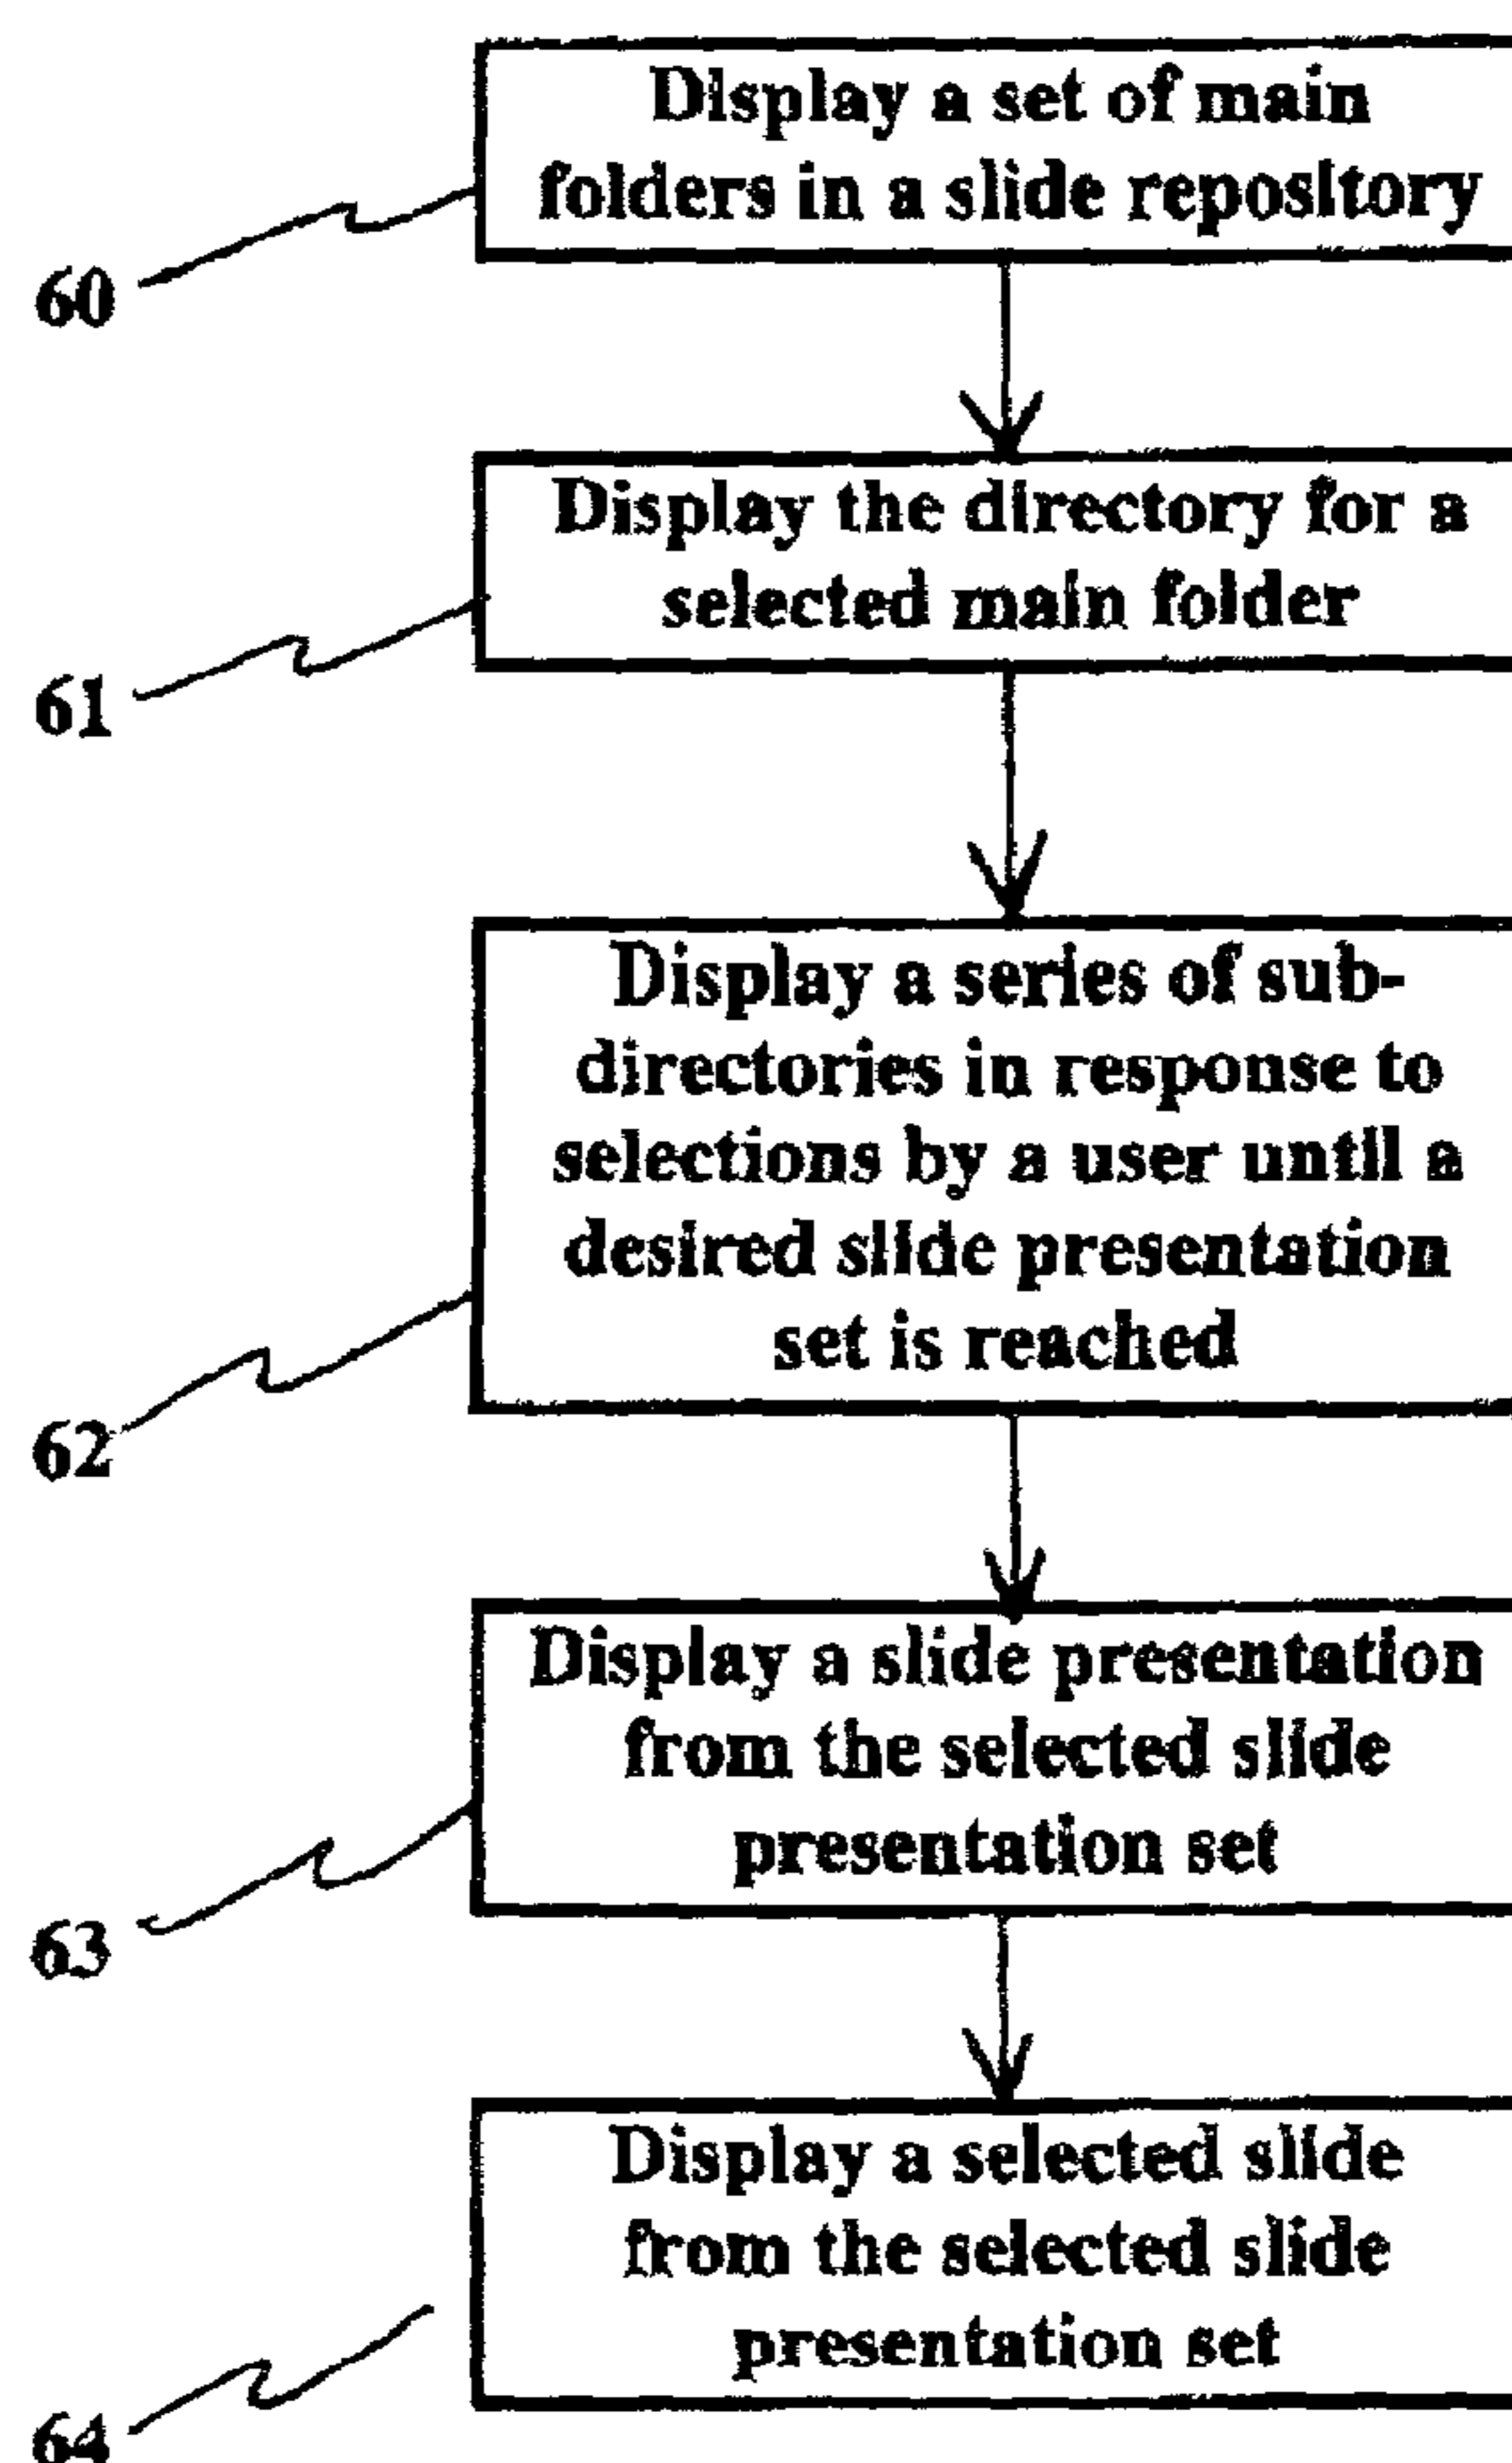 Display a set of main
folders in a slide repository
60
Display the directory for a
selected main folder
61
Display a series of sub-
directories in response to
selections by a user until a
desired slide presentation
set is reached
62
Display a slide presentation
from the selected slide
presentation set
63
Display a selected slide
from the selected slide
presentation set
64